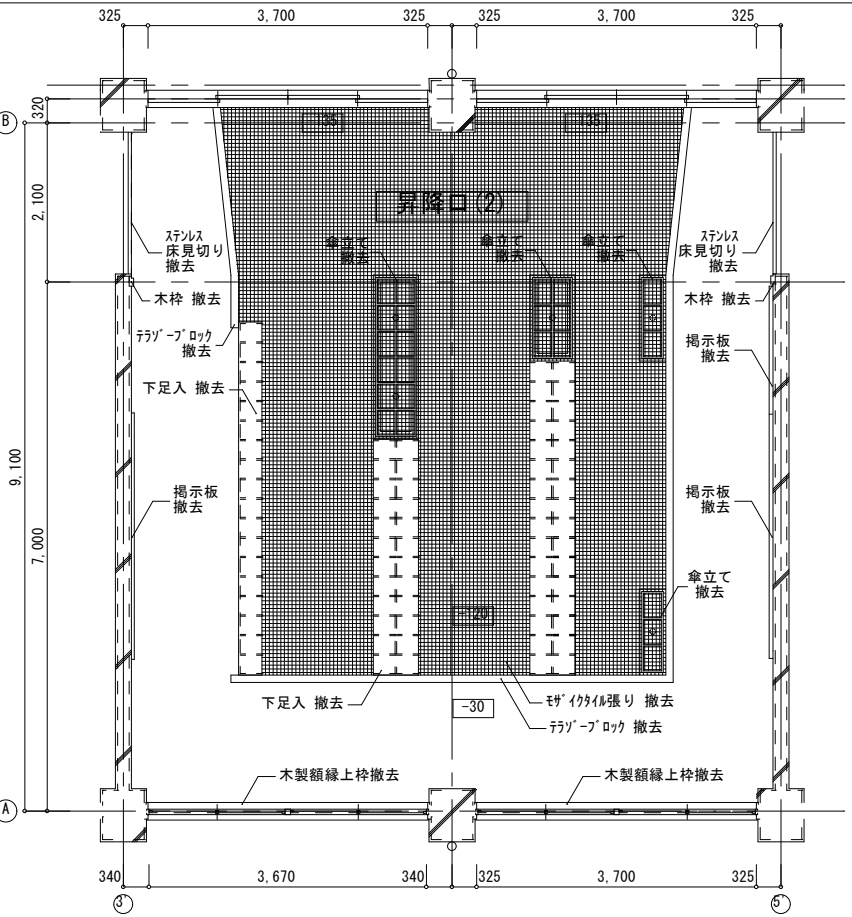 325
3,700
325
325
3,700
325
320
B
-135
-135
2,100
昇降口(2)
ステンレス
床見切り
撤去
傘立て
撤去
傘立て
撤去
傘立て
撤去
ステンレス
床見切り
撤去
木枠 撤去
木枠 撤去
テラゾーブロック
撤去
掲示板
撤去
下足入 撤去
9,100
7,000
掲示板
撤去
掲示板
撤去
傘立て
撤去
-120
下足入 撤去
-30
モザイクタイル張り 撤去
テラゾーブロック 撤去
木製額縁上枠撤去
木製額縁上枠撤去
A
340
3,670
340
325
3,700
325
3'
5'